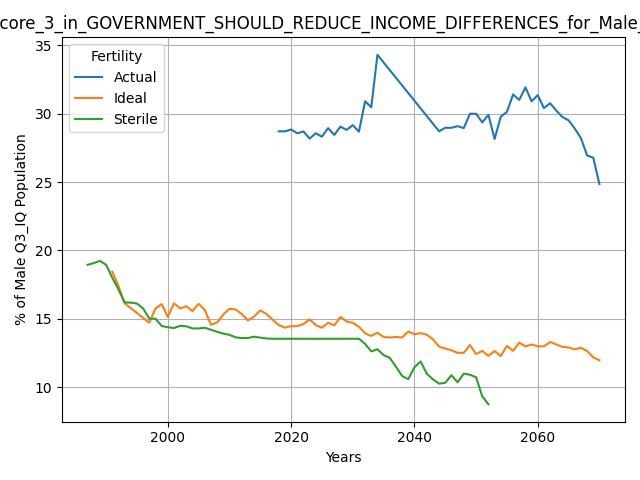 core_3_in_GOVERNMENT_SHOULD_REDUCE_INCOME_DIFFERENCES_for_Male_
Fertility
Actual
Ideal
Sterile
% of Male Q3_IQ Population
35
30
25
20
15
10
2000
2020
2040
2060
Years